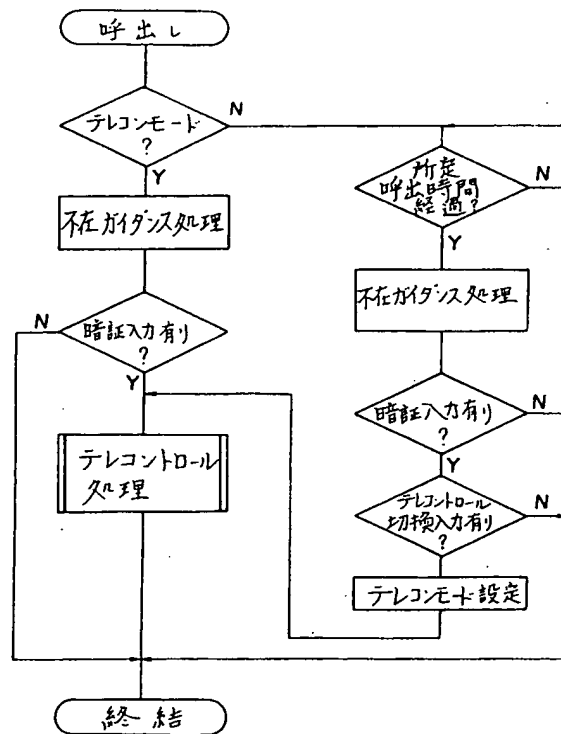 呼出し
テレコンモード
?
N
Y
不在ガイダンス処理
暗証入力有り
?
N
Y
テレコントロール
処理
終結
所定
呼出時間
経過?
N
Y
不在ガイダンス処理
暗証入力有り
?
N
Y
テレコントロール
切換入力有り
?
N
テレコンモード設定